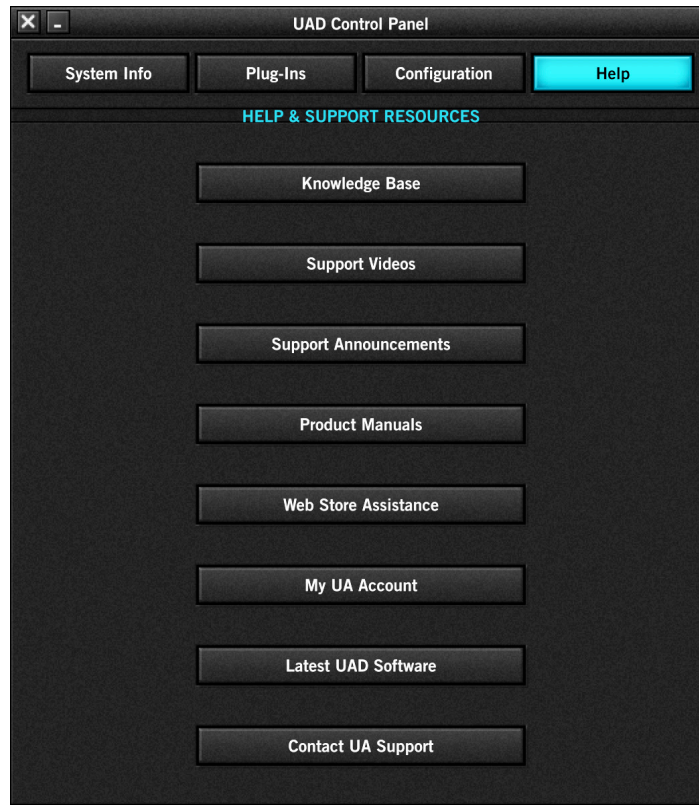 UAD Control Panel
System Info
Plug-Ins
Configuration
Help
HELP & SUPPORT RESOURCES
Knowledge Base
Support Videos
Support Announcements
Product Manuals
Web Store Assistance
My UA Account
Latest UAD Software
Contact UA Support